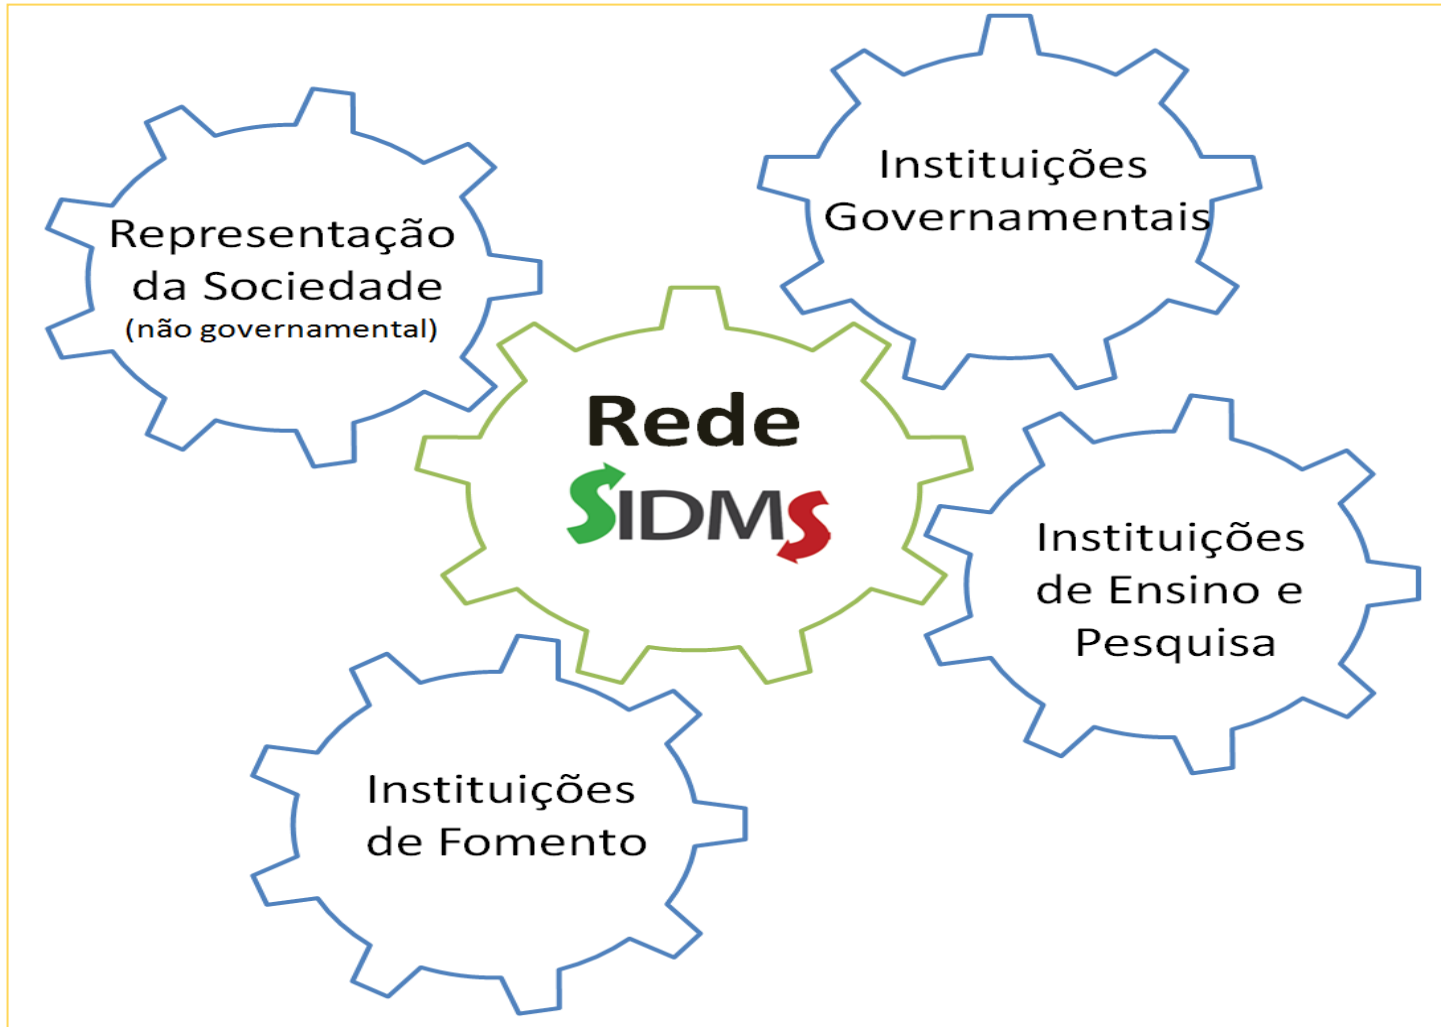 Representação
da Sociedade
(não governamental)
Instituições
Governamentais
Rede
SIDMS
Instituições
de Ensino e
Pesquisa
Instituições
de Fomento